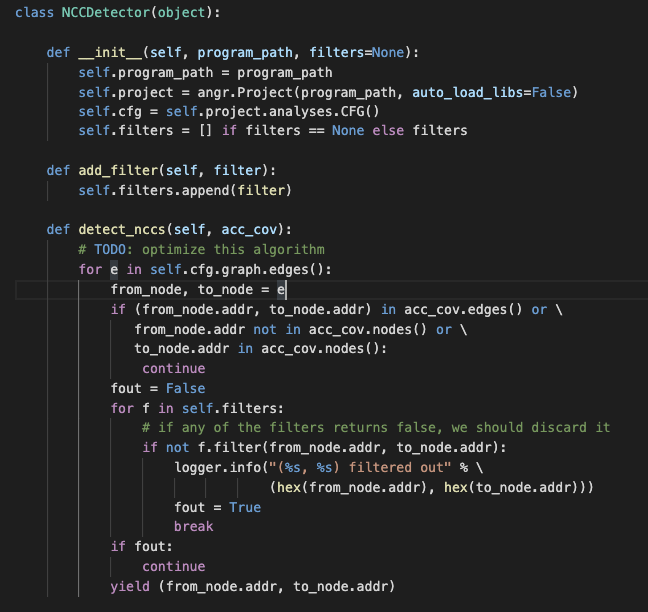 class NCCDetector(object):
    def __init__(self, program_path, filters=None):
        self.program_path = program_path
        self.project = angr.Project(program_path, auto_load_libs=False)
        self.cfg = self.project.analyses.CFG()
        self.filters = [] if filters == None else filters
    def add_filter(self, filter):
        self.filters.append(filter)
    def detect_nccs(self, acc_cov):
        # TODO: optimize this algorithm
        for e in self.cfg.graph.edges():
            from_node, to_node = e
            if (from_node.addr, to_node.addr) in acc_cov.edges() or \
               from_node.addr not in acc_cov.nodes() or \
               to_node.addr in acc_cov.nodes():
                continue
            fout = False
            for f in self.filters:
                # if any of the filters returns false, we should discard it
                if not f.filter(from_node.addr, to_node.addr):
                    logger.info("(%s, %s) filtered out" % \
                                (hex(from_node.addr), hex(to_node.addr)))
                    fout = True
                    break
            if fout:
                continue
            yield (from_node.addr, to_node.addr)